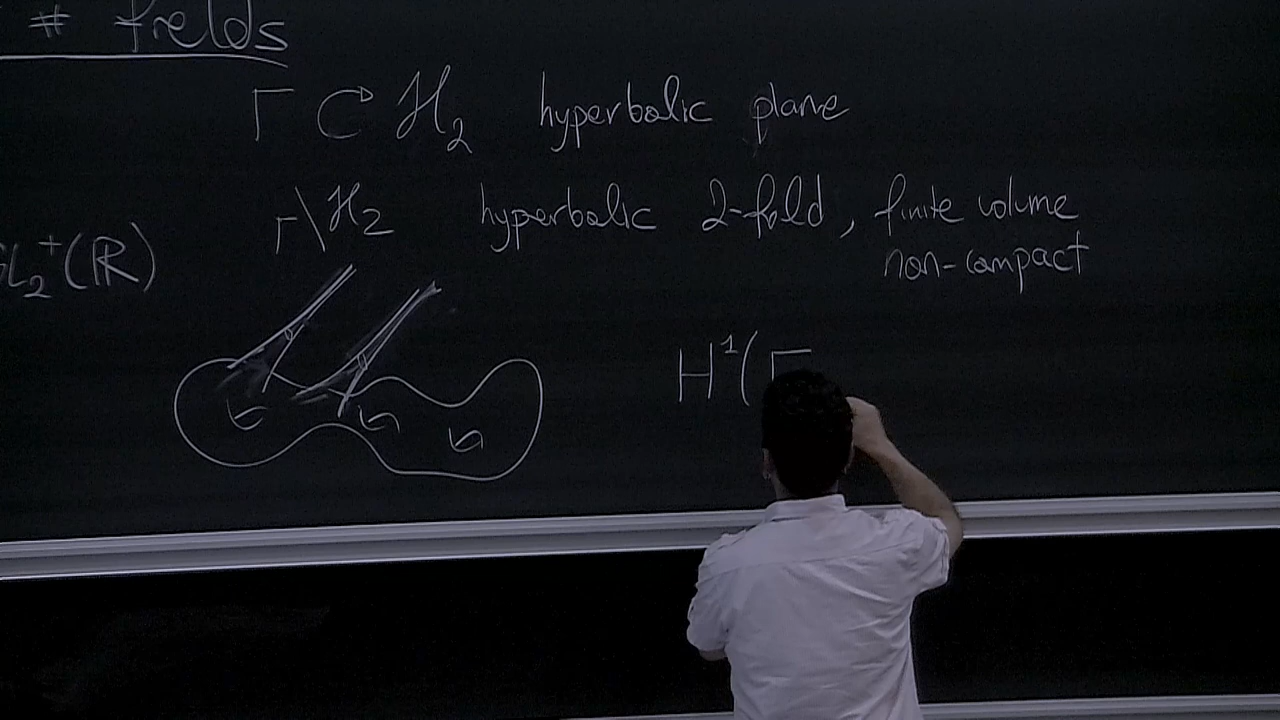 # fields
Γ ⟳ ℋ₂ hyperbolic plane
Γ\ℋ₂ hyperbolic 2-fold, finite volume
non-compact
GL₂⁺(ℝ)
H¹(Γ